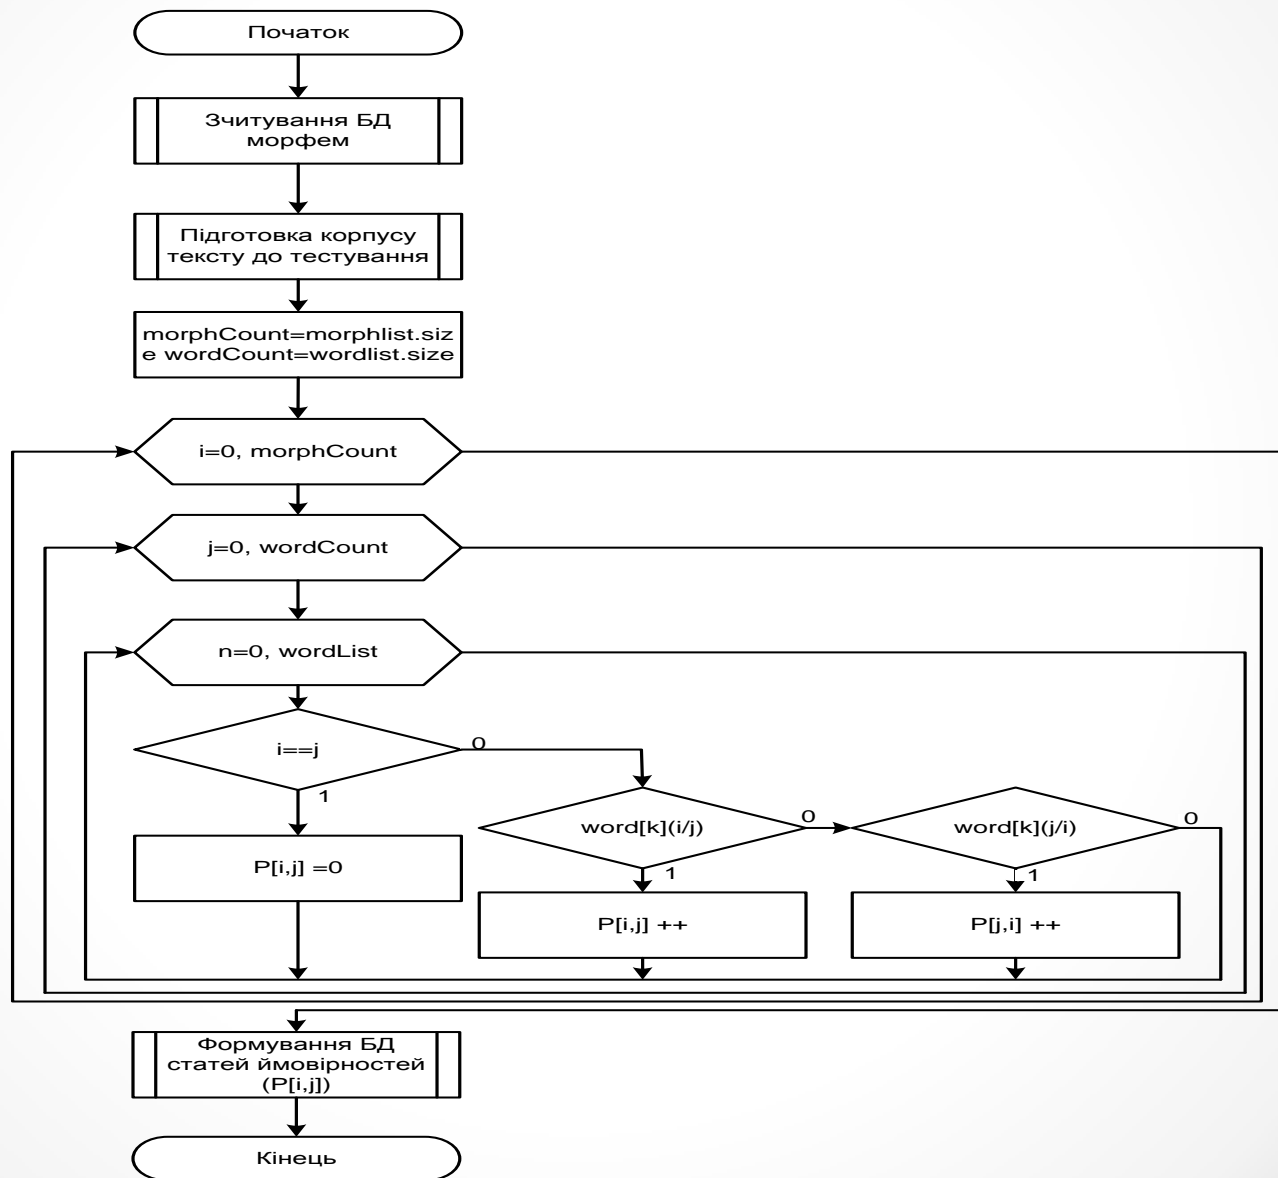 Початок
Зчитування БД
морфем
Підготовка корпусу
тексту до тестування
morphCount=morphlist.siz
e wordCount=wordlist.size
i=0, morphCount
j=0, wordCount
n=0, wordList
i==j
0
1
word[k](i/j)
0
word[k](j/i)
0
P[i,j] =0
1
1
P[i,j] ++
P[j,i] ++
Формування БД
статей ймовірностей
(P[i,j])
Кінець